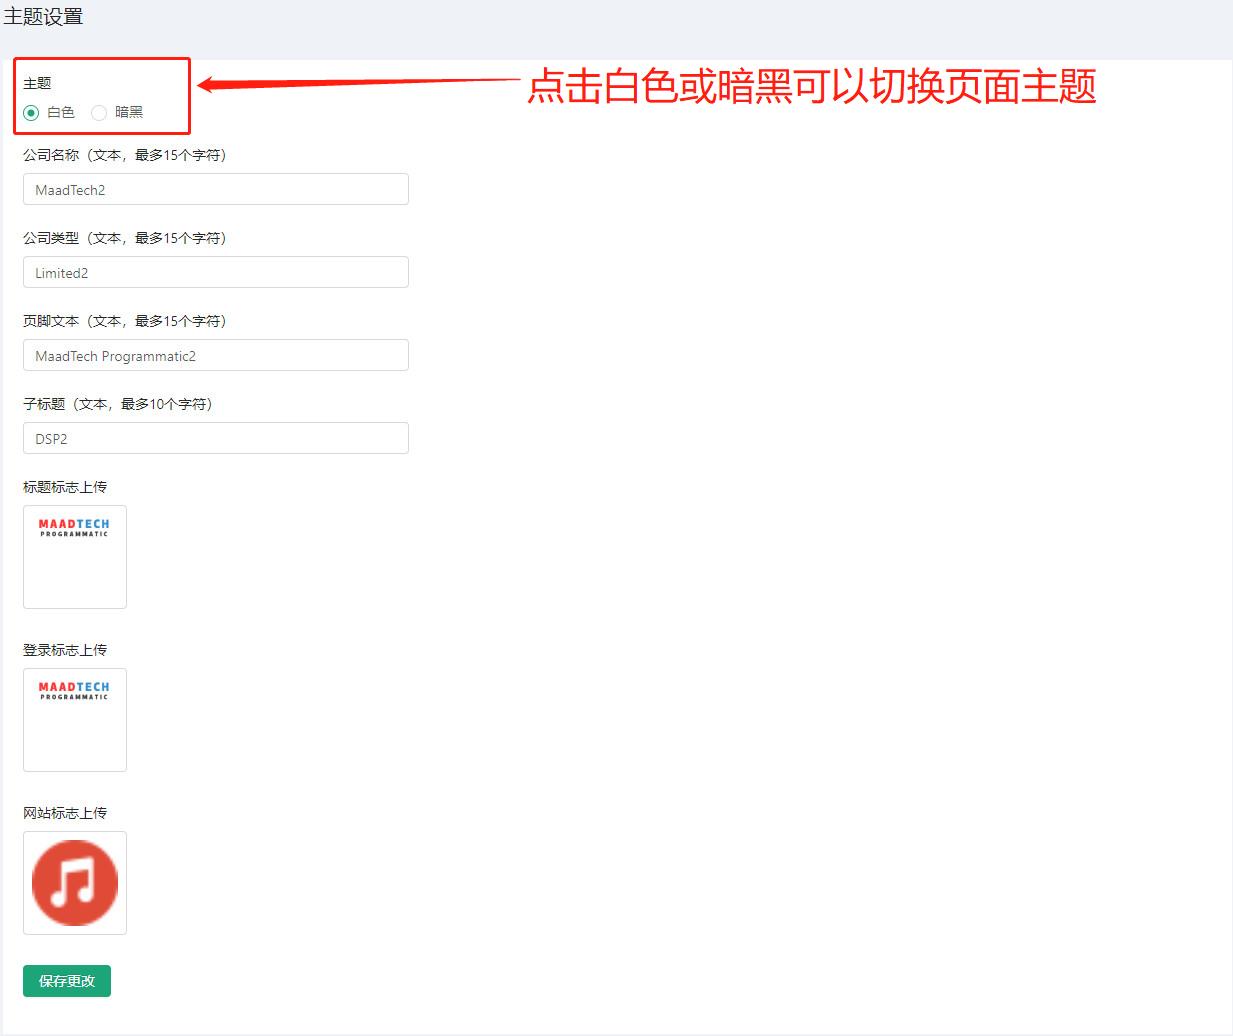 主题设置
主题
点击白色或暗黑可以切换页面主题
白色 暗黑
公司名称（文本，最多15个字符）
MaadTech2
公司类型（文本，最多15个字符）
Limited2
页脚文本（文本，最多15个字符）
MaadTech Programmatic2
子标题（文本，最多10个字符）
DSP2
标题标志上传
MAADTECH
PROGRAMMATIC
登录标志上传
MAADTECH
PROGRAMMATIC
网站标志上传
保存更改